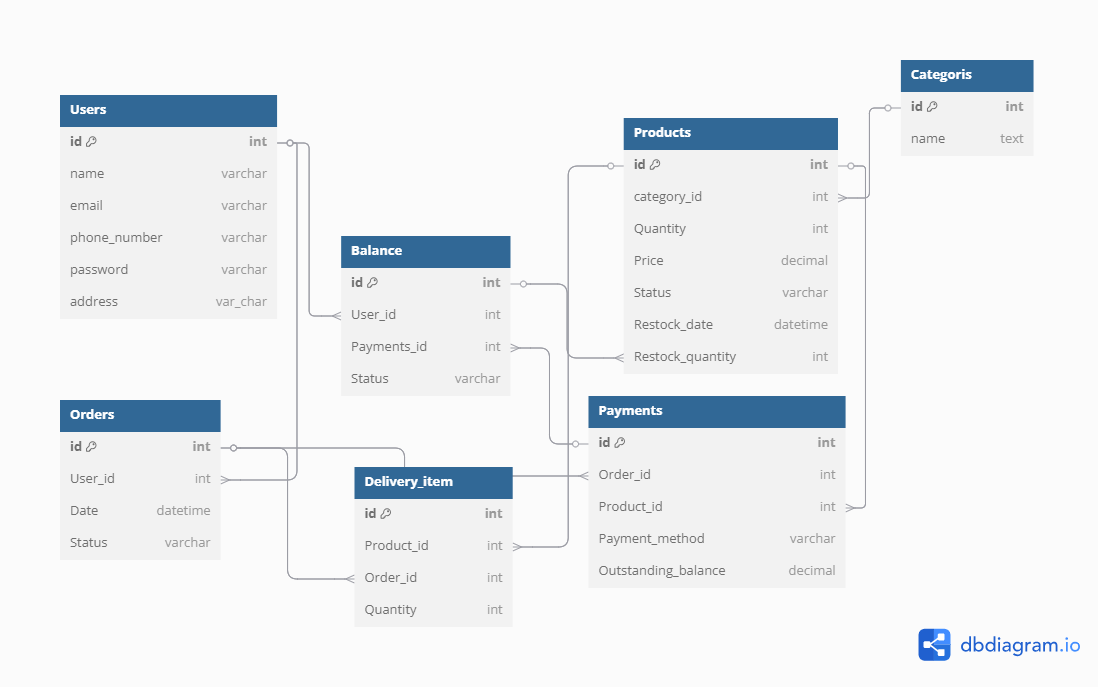 Users
id int
name varchar
email varchar
phone_number varchar
password varchar
address var_char
Orders
id int
User_id int
Date datetime
Status varchar
Balance
id int
User_id int
Payments_id int
Status varchar
Delivery_item
id int
Product_id int
Order_id int
Quantity int
Products
id int
category_id int
Quantity int
Price decimal
Status varchar
Restock_date datetime
Restock_quantity int
Payments
id int
Order_id int
Product_id int
Payment_method varchar
Outstanding_balance decimal
Categoris
id int
name text
dbdiagram.io